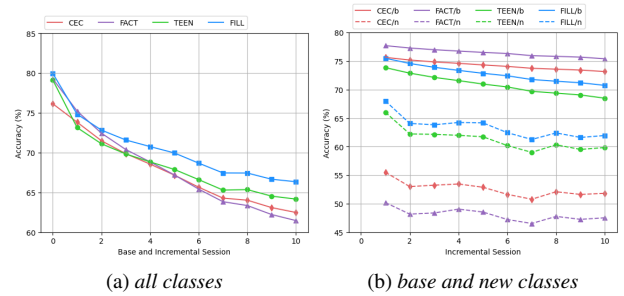 CEC FACT TEEN FILL
85
80
75
70
65
60
Accuracy (%)
0 2 4 6 8 10
Base and Incremental Session
(a) all classes
CEC/b FACT/b TEEN/b FILL/b
CEC/n FACT/n TEEN/n FILL/n
80
75
70
65
60
55
50
45
Accuracy (%)
0 2 4 6 8 10
Incremental Session
(b) base and new classes